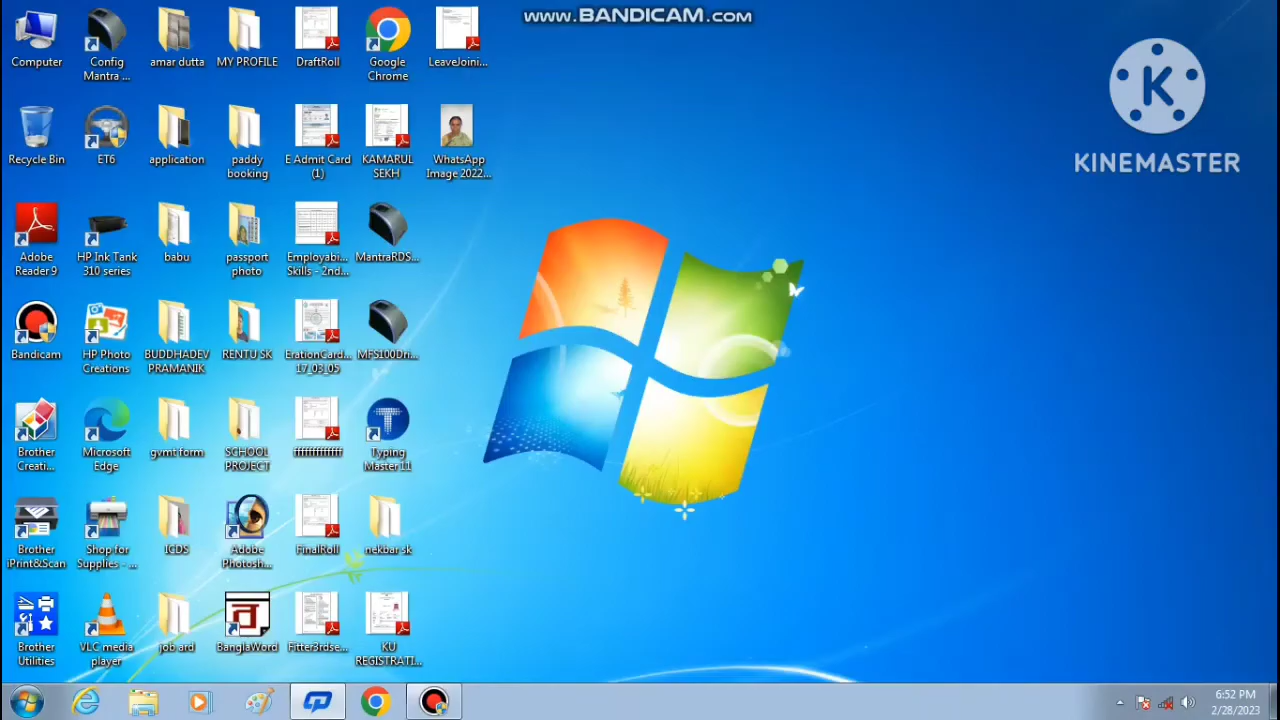 www.BANDICAM.com
KINEMASTER
Computer
Config
Mantra ...
amar dutta
MY PROFILE
DraftRoll
Google
Chrome
LeaveJoini...
Recycle Bin
ET6
application
paddy
booking
E Admit Card
(1)
KAMARUL
SEKH
WhatsApp
Image 2022...
Adobe
Reader 9
HP Ink Tank
310 series
babu
passport
photo
Employabi...
Skills - 2nd...
MantraRDS...
Bandicam
HP Photo
Creations
BUDDHADEV
PRAMANIK
RENTU SK
ErationCard...
17_03_05
MFS100Dri...
Brother
Creati...
Microsoft
Edge
gvmt form
SCHOOL
PROJECT
Typing
Master 11
Brother
iPrint&Scan
Shop for
Supplies - ...
ICDS
Adobe
Photosh...
FinalRoll
nekbar sk
Brother
Utilities
VLC media
player
job ard
BanglaWord
Fitter3rdse...
KU
REGISTRATI...
6:52 PM
2/28/2023